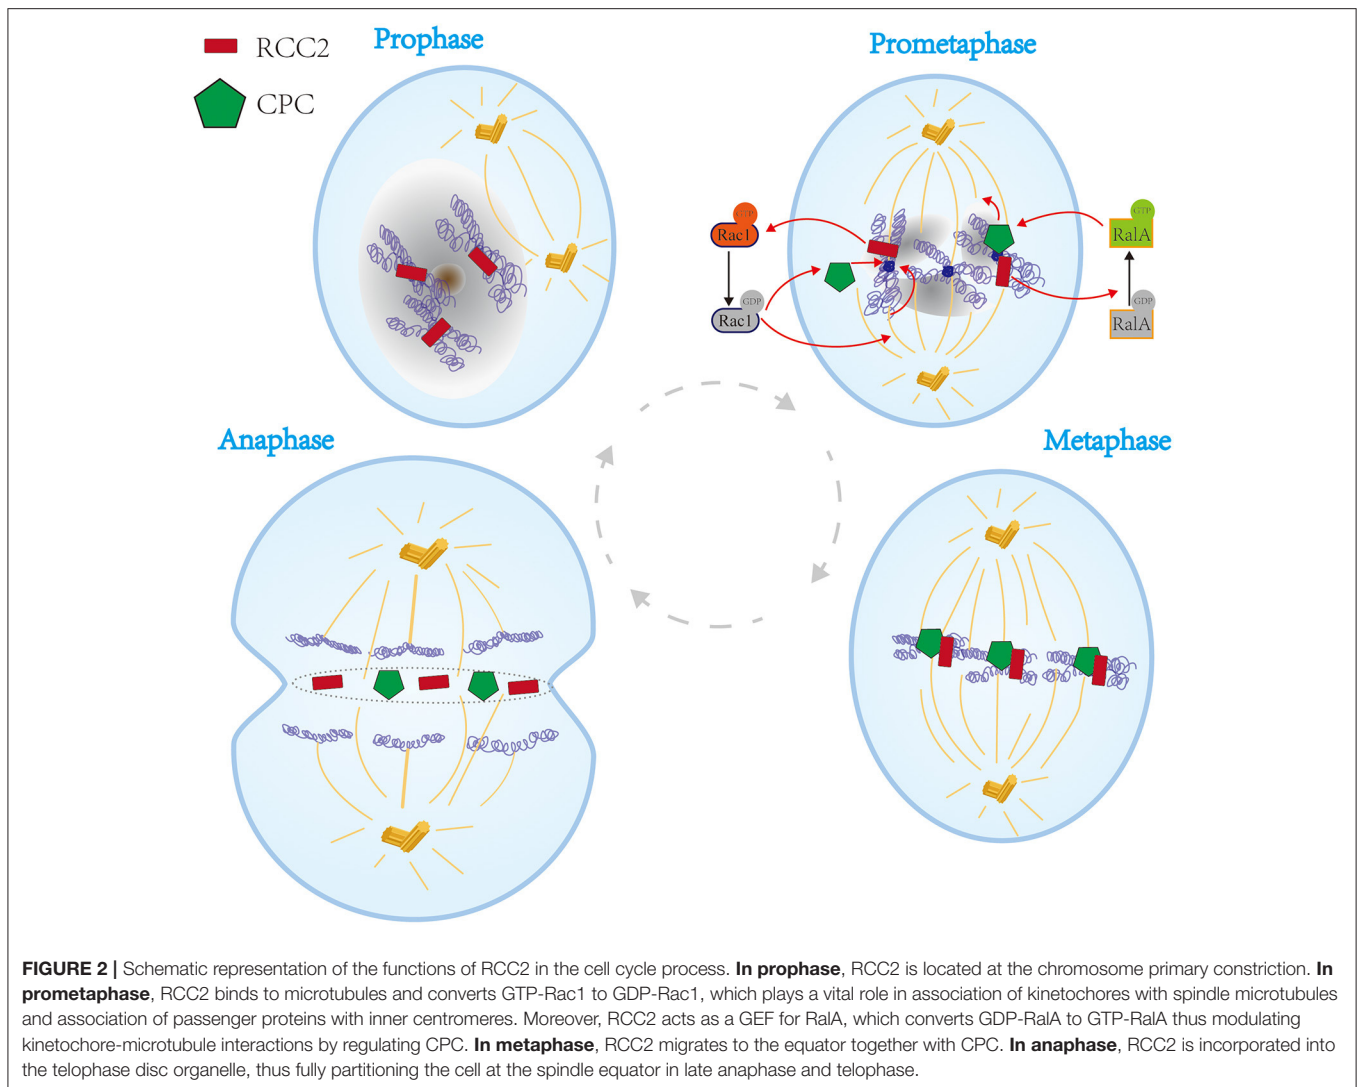 Prophase
Prometaphase
RCC2
CPC
GTP
Rac1
GDP
Rac1
GTP
RalA
GDP
RalA
Anaphase
Metaphase
FIGURE 2 | Schematic representation of the functions of RCC2 in the cell cycle process. In prophase, RCC2 is located at the chromosome primary constriction. In
prometaphase, RCC2 binds to microtubules and converts GTP-Rac1 to GDP-Rac1, which plays a vital role in association of kinetochores with spindle microtubules
and association of passenger proteins with inner centromeres. Moreover, RCC2 acts as a GEF for RalA, which converts GDP-RalA to GTP-RalA thus modulating
kinetochore-microtubule interactions by regulating CPC. In metaphase, RCC2 migrates to the equator together with CPC. In anaphase, RCC2 is incorporated into
the telophase disc organelle, thus fully partitioning the cell at the spindle equator in late anaphase and telophase.